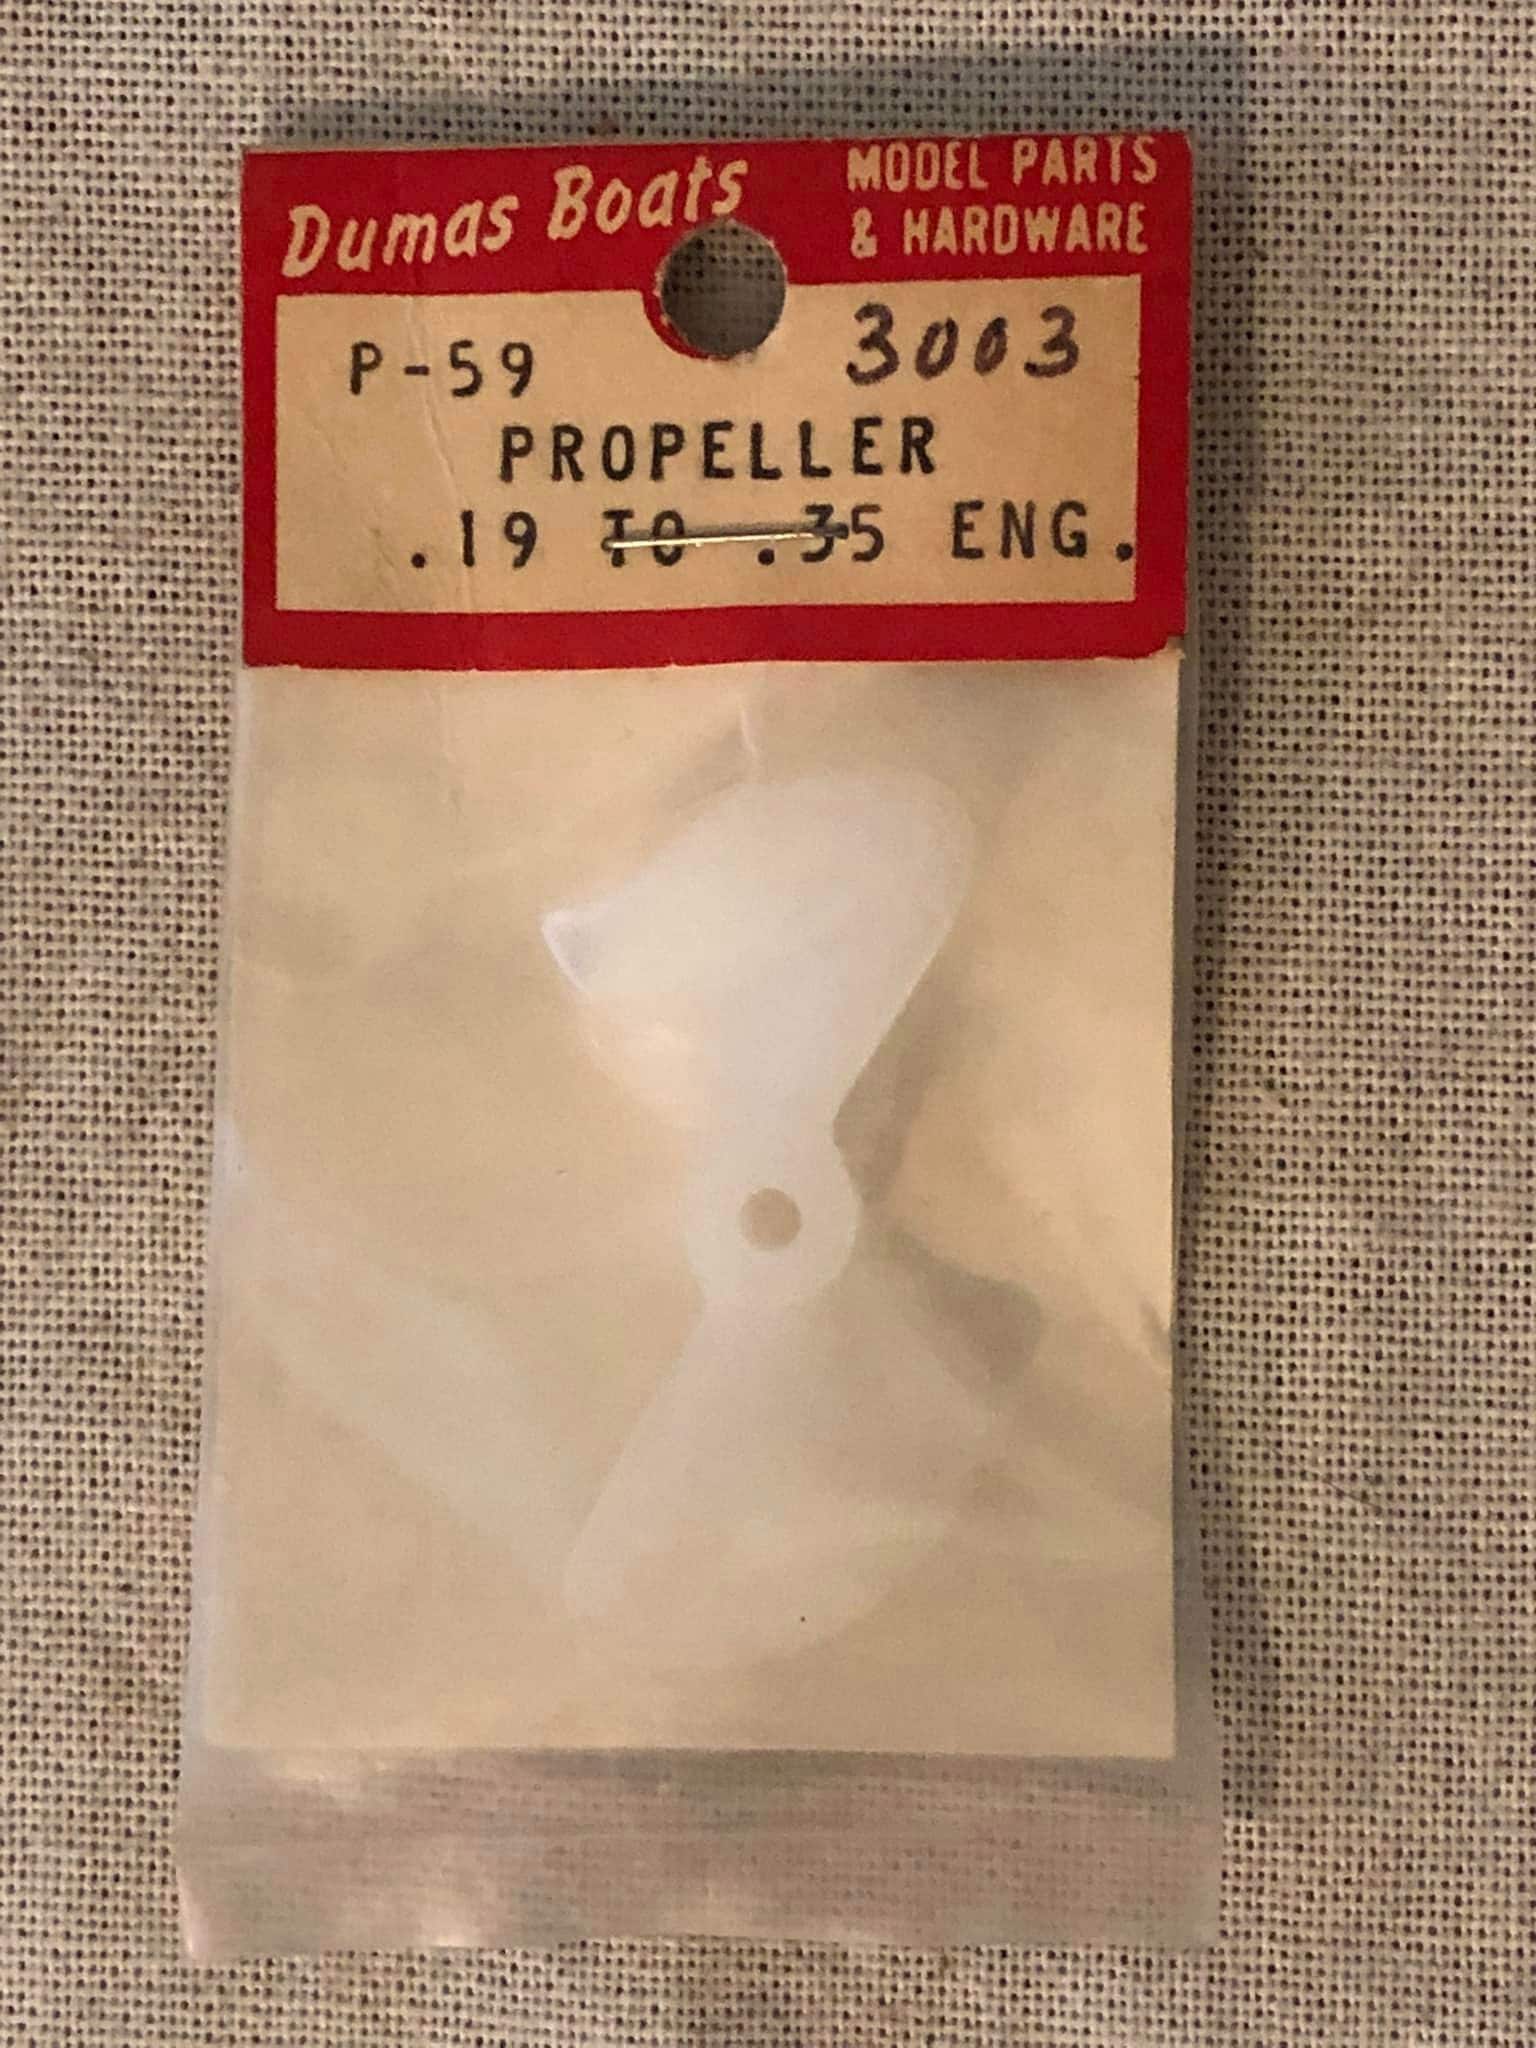 Dumas Boats
MODEL PARTS
& HARDWARE
P-59
3003
PROPELLER
.19 TO .35 ENG.